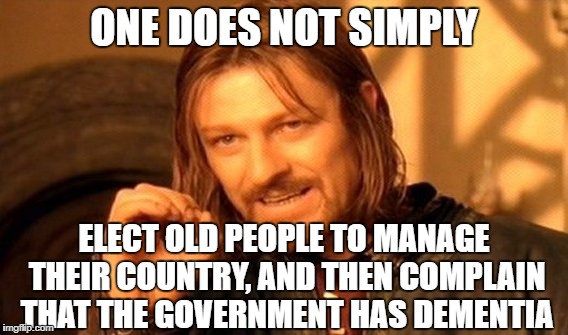 ONE DOES NOT SIMPLY
ELECT OLD PEOPLE TO MANAGE
THEIR COUNTRY, AND THEN COMPLAIN
THAT THE GOVERNMENT HAS DEMENTIA
imgflip.com